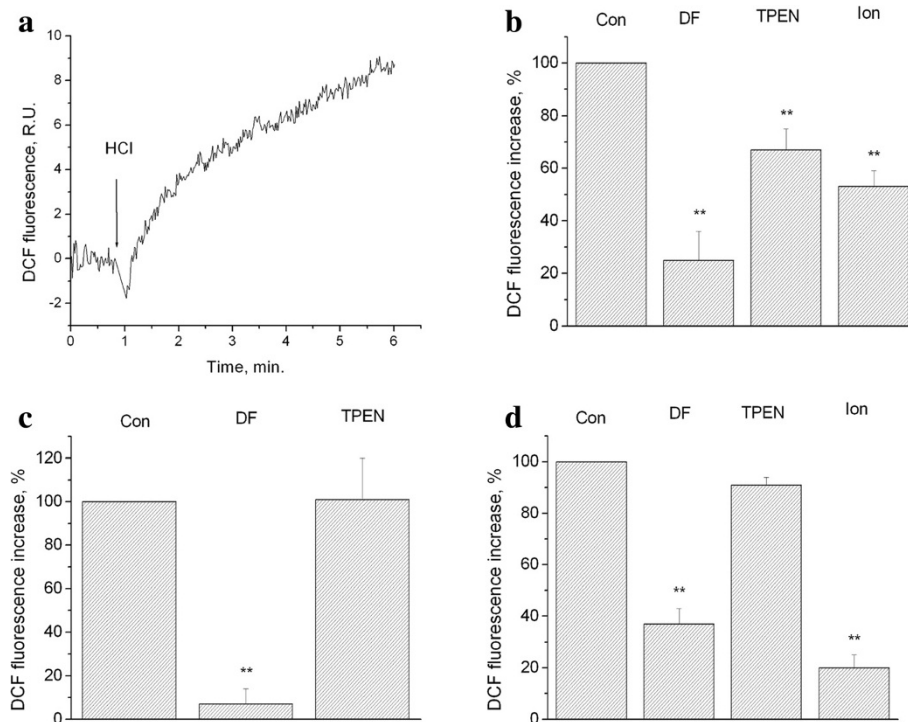 a
10
8
6
4
2
0
-2
DCF fluorescence, R.U.
HCl
0 1 2 3 4 5 6
Time, min.
b
Con DF TPEN Ion
100
80
60
40
20
0
DCF fluorescence increase, %
**
**
**
c
Con DF TPEN
120
100
80
60
40
20
0
DCF fluorescence increase, %
**
d
Con DF TPEN Ion
100
80
60
40
20
0
DCF fluorescence increase, %
**
**